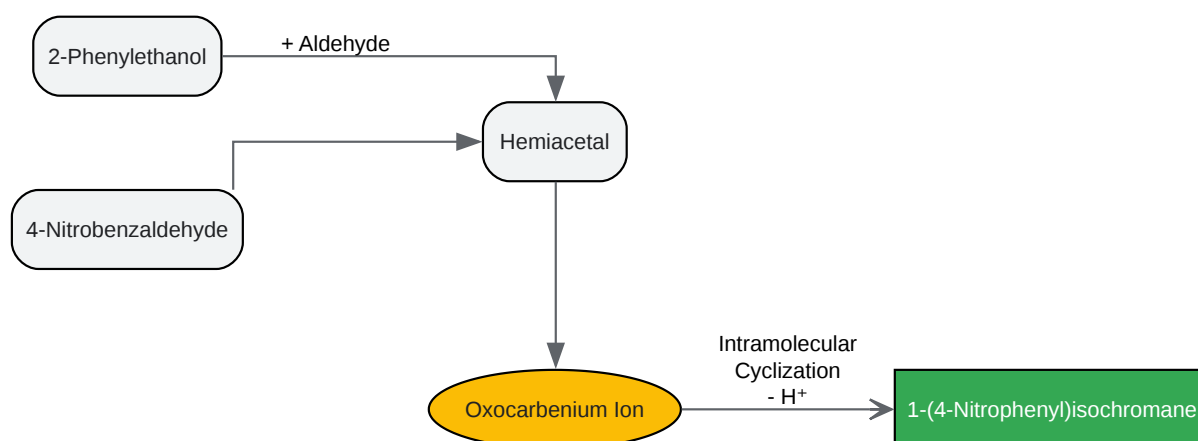 2-Phenylethanol
+ Aldehyde
Hemiacetal
4-Nitrobenzaldehyde
Intramolecular
Cyclization
- H⁺
Oxocarbenium Ion
1-(4-Nitrophenyl)isochromane